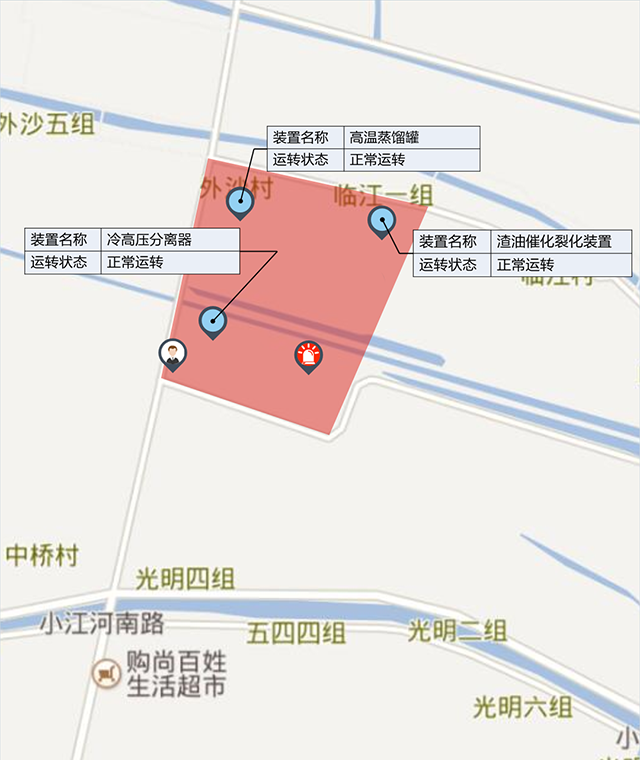 外沙五组
装置名称 高温蒸馏罐
运转状态 正常运转
外沙村
临江一组
装置名称 冷高压分离器
运转状态 正常运转
装置名称 渣油催化裂化装置
运转状态 正常运转
临江村
中桥村
光明四组
小江河南路
五四四组
光明二组
购尚百姓
生活超市
光明六组
小